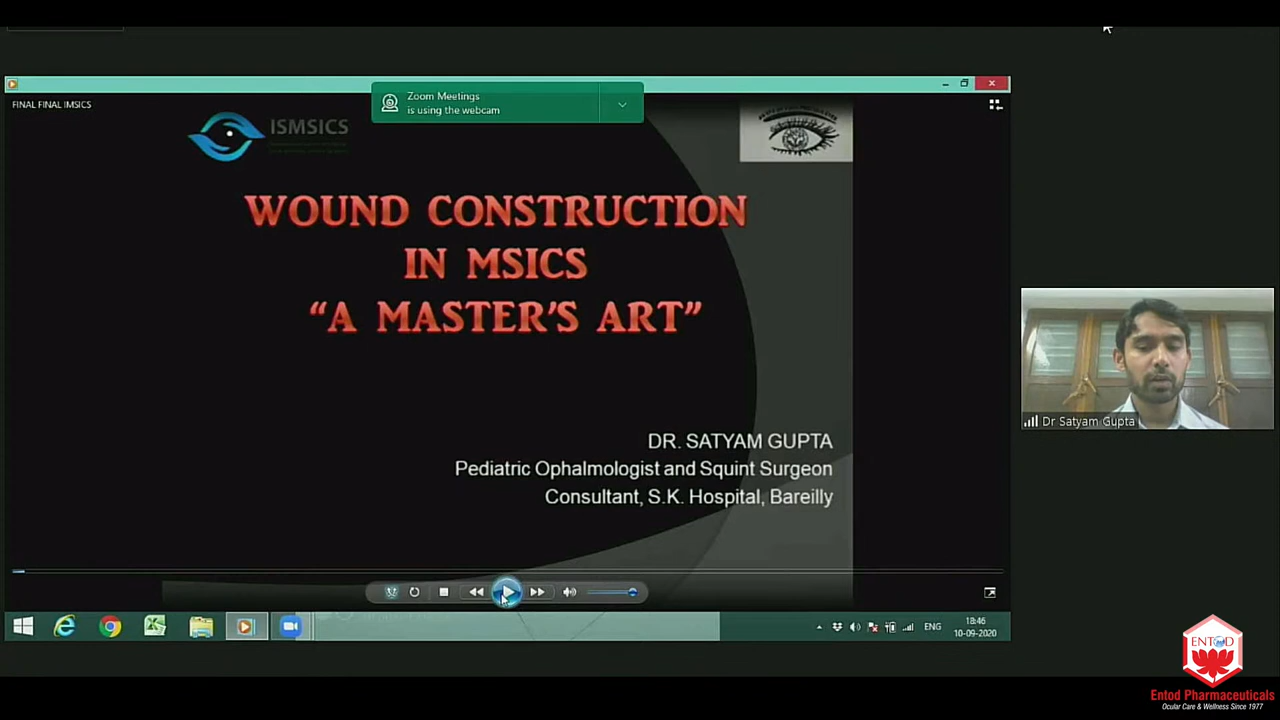 Zoom Meetings
is using the webcam
FINAL FINAL IMSICS
ISMSICS
WOUND CONSTRUCTION
IN MSICS
“A MASTER’S ART”
DR. SATYAM GUPTA
Pediatric Ophalmologist and Squint Surgeon
Consultant, S.K. Hospital, Bareilly
Dr Satyam Gupta
ENG
18:46
10-09-2020
ENTOD
Entod Pharmaceuticals
Ocular Care & Wellness Since 1977